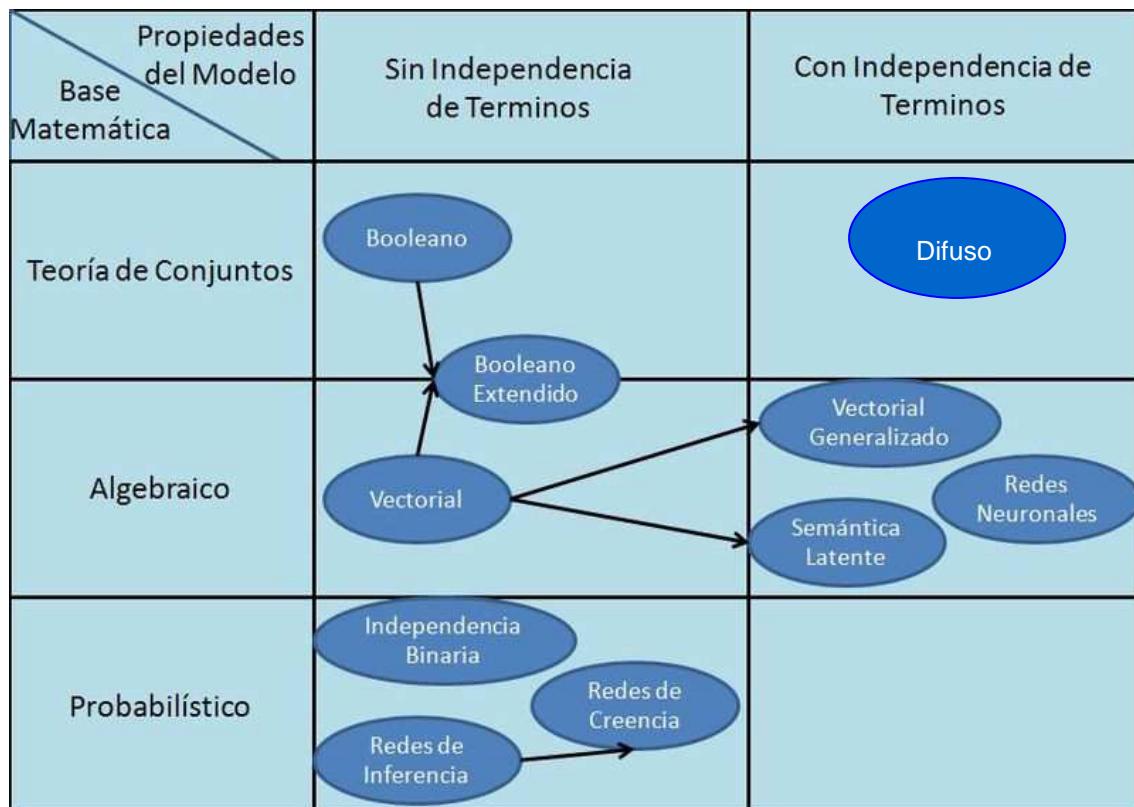 Propiedades
del Modelo
Base
Matemática
Sin Independencia
de Terminos
Con Independencia de
Terminos
Teoría de Conjuntos
Booleano
Difuso
Booleano
Extendido
Algebraico
Vectorial
Vectorial
Generalizado
Redes
Neuronales
Semántica
Latente
Probabilístico
Independencia
Binaria
Redes de
Creencia
Redes de
Inferencia